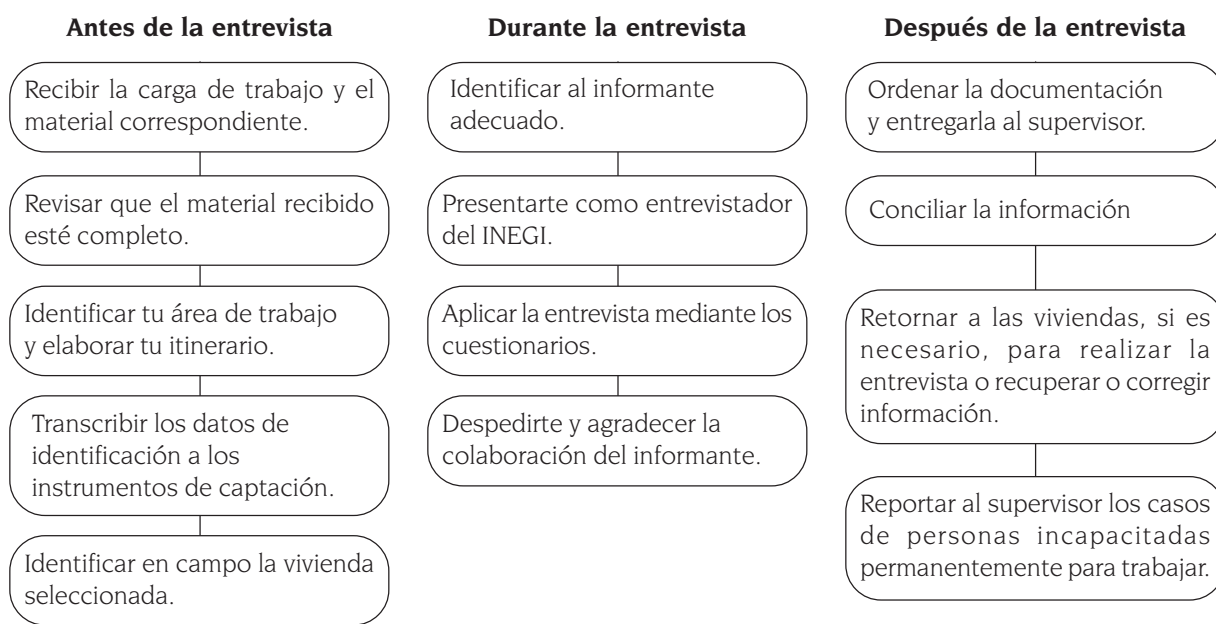 Antes de la entrevista
Recibir la carga de trabajo y el
material correspondiente.
Revisar que el material recibido
esté completo.
Identificar tu área de trabajo
y elaborar tu itinerario.
Transcribir los datos de
identificación a los
instrumentos de captación.
Identificar en campo la vivienda
seleccionada.
Durante la entrevista
Identificar al informante
adecuado.
Presentarte como entrevistador
del INEGI.
Aplicar la entrevista mediante los
cuestionarios.
Despedirte y agradecer la
colaboración del informante.
Después de la entrevista
Ordenar la documentación
y entregarla al supervisor.
Conciliar la información
Retornar a las viviendas, si es
necesario, para realizar la
entrevista o recuperar o corregir
información.
Reportar al supervisor los casos
de personas incapacitadas
permanentemente para trabajar.